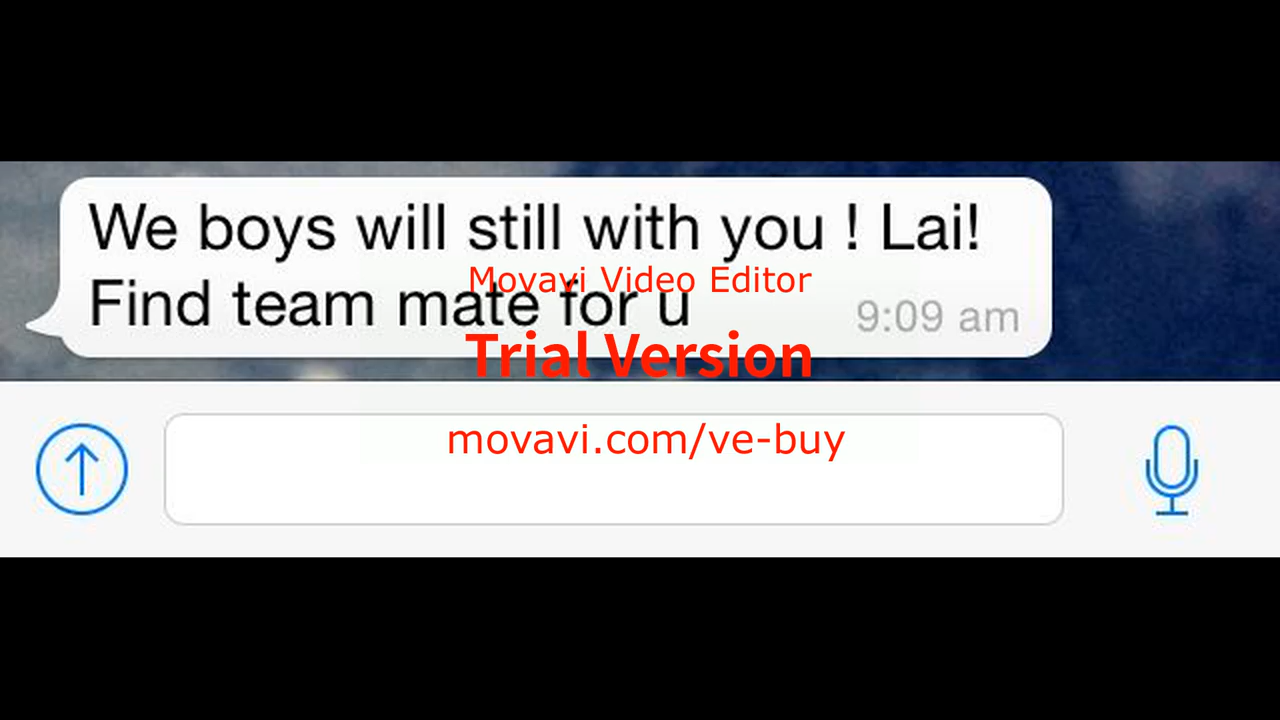 We boys will still with you ! Lai!
Movavi Video Editor
Find team mate for u
9:09 am
Trial Version
movavi.com/ve-buy